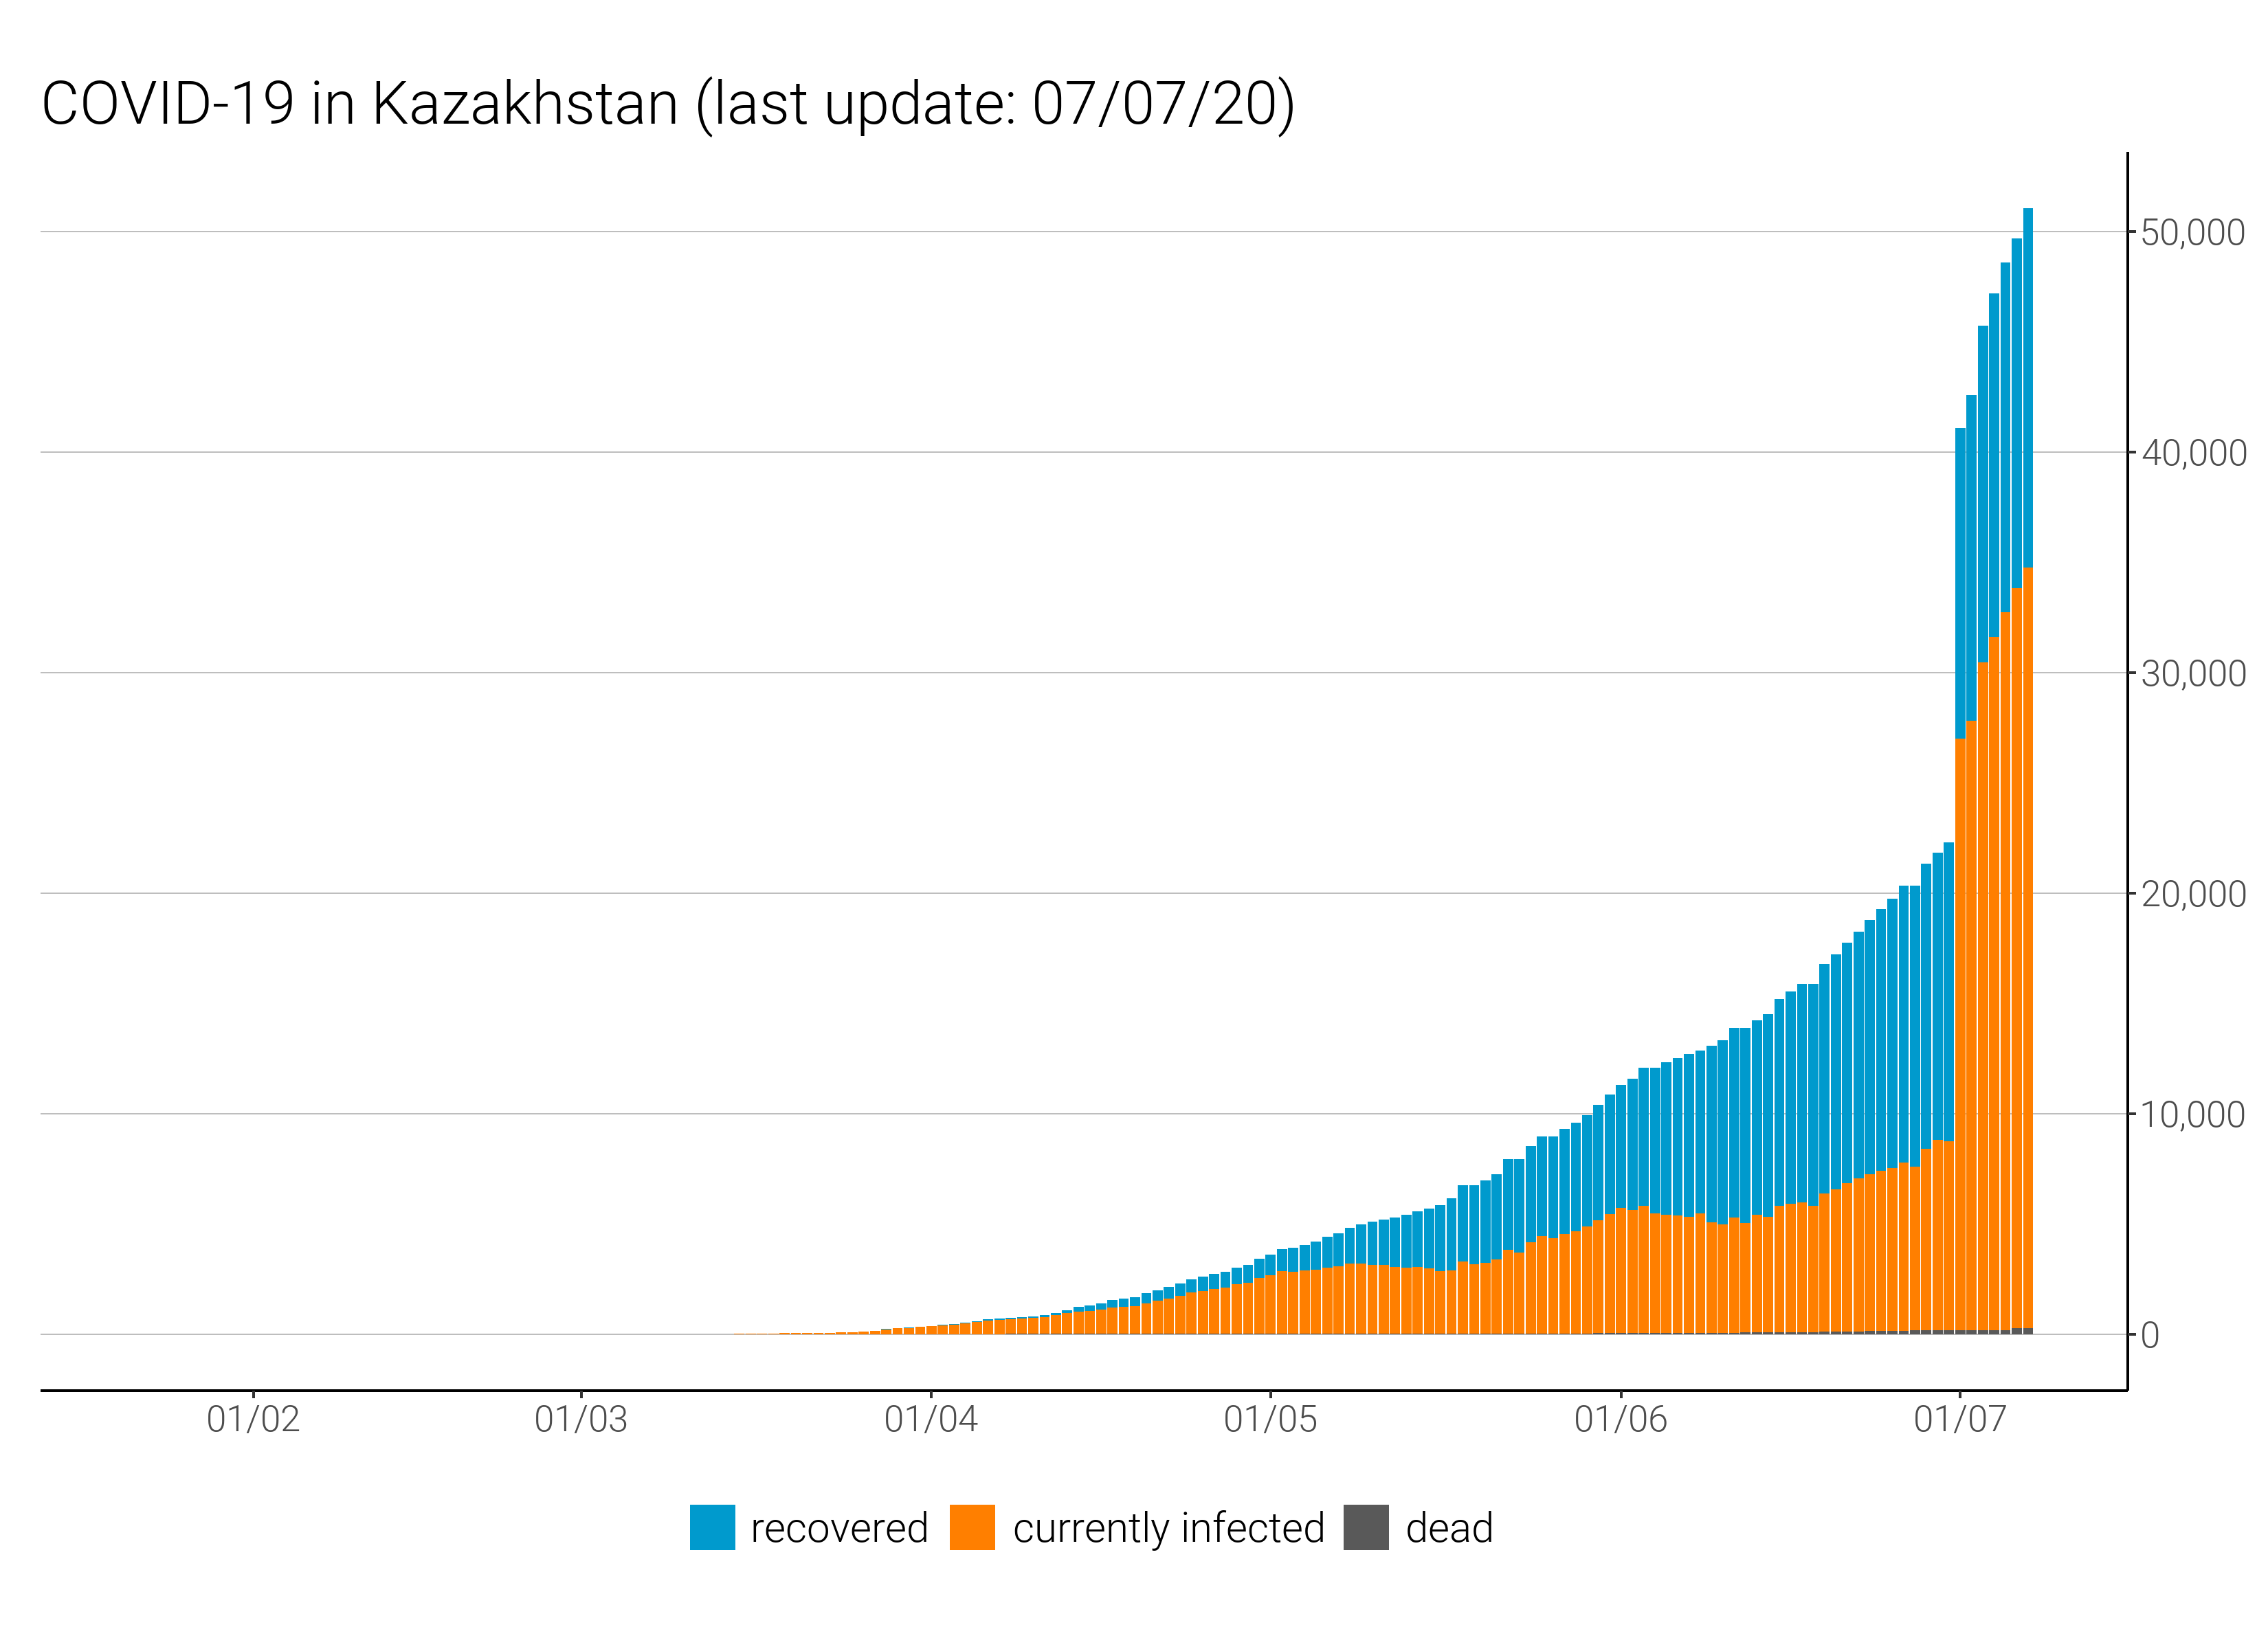 COVID-19 in Kazakhstan (last update: 07/07/20)
50,000
40,000
30,000
20,000
10,000
0
01/02 01/03 01/04 01/05 01/06 01/07
recovered currently infected dead